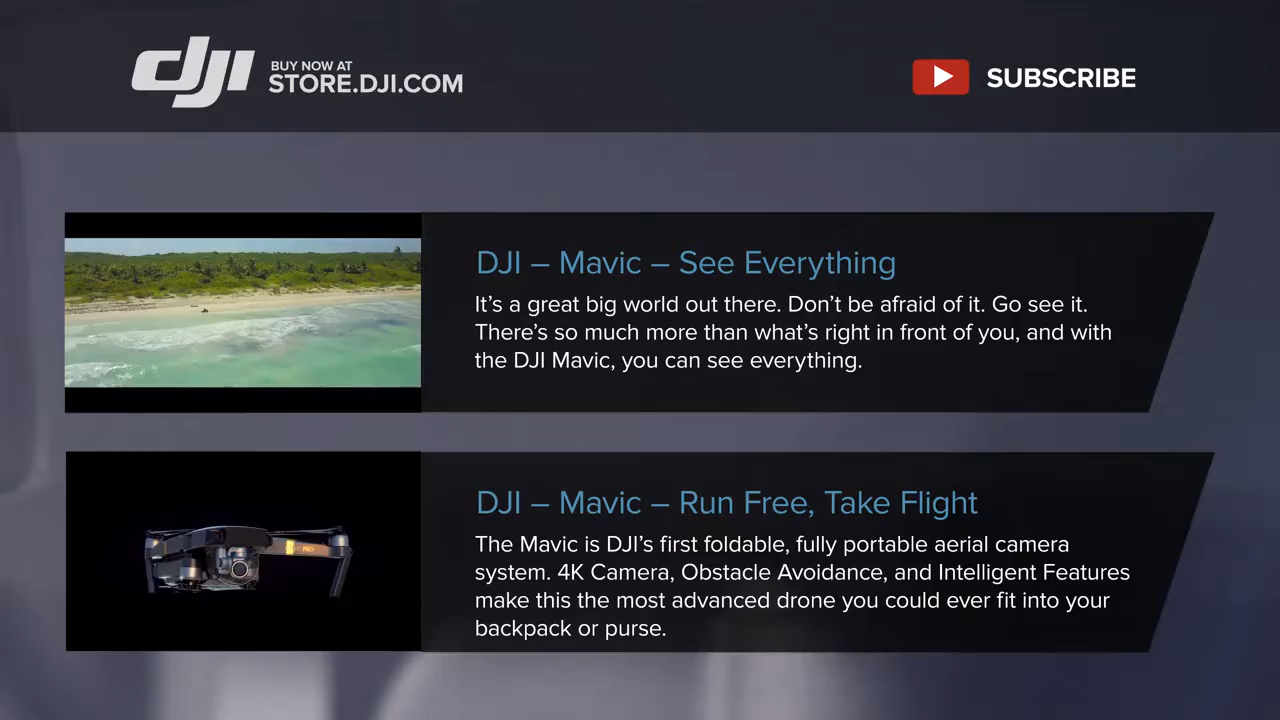 dji
BUY NOW AT
STORE.DJI.COM
SUBSCRIBE
DJI – Mavic – See Everything
It's a great big world out there. Don't be afraid of it. Go see it.
There's so much more than what's right in front of you, and with
the DJI Mavic, you can see everything.
DJI – Mavic – Run Free, Take Flight
The Mavic is DJI's first foldable, fully portable aerial camera
system. 4K Camera, Obstacle Avoidance, and Intelligent Features
make this the most advanced drone you could ever fit into your
backpack or purse.